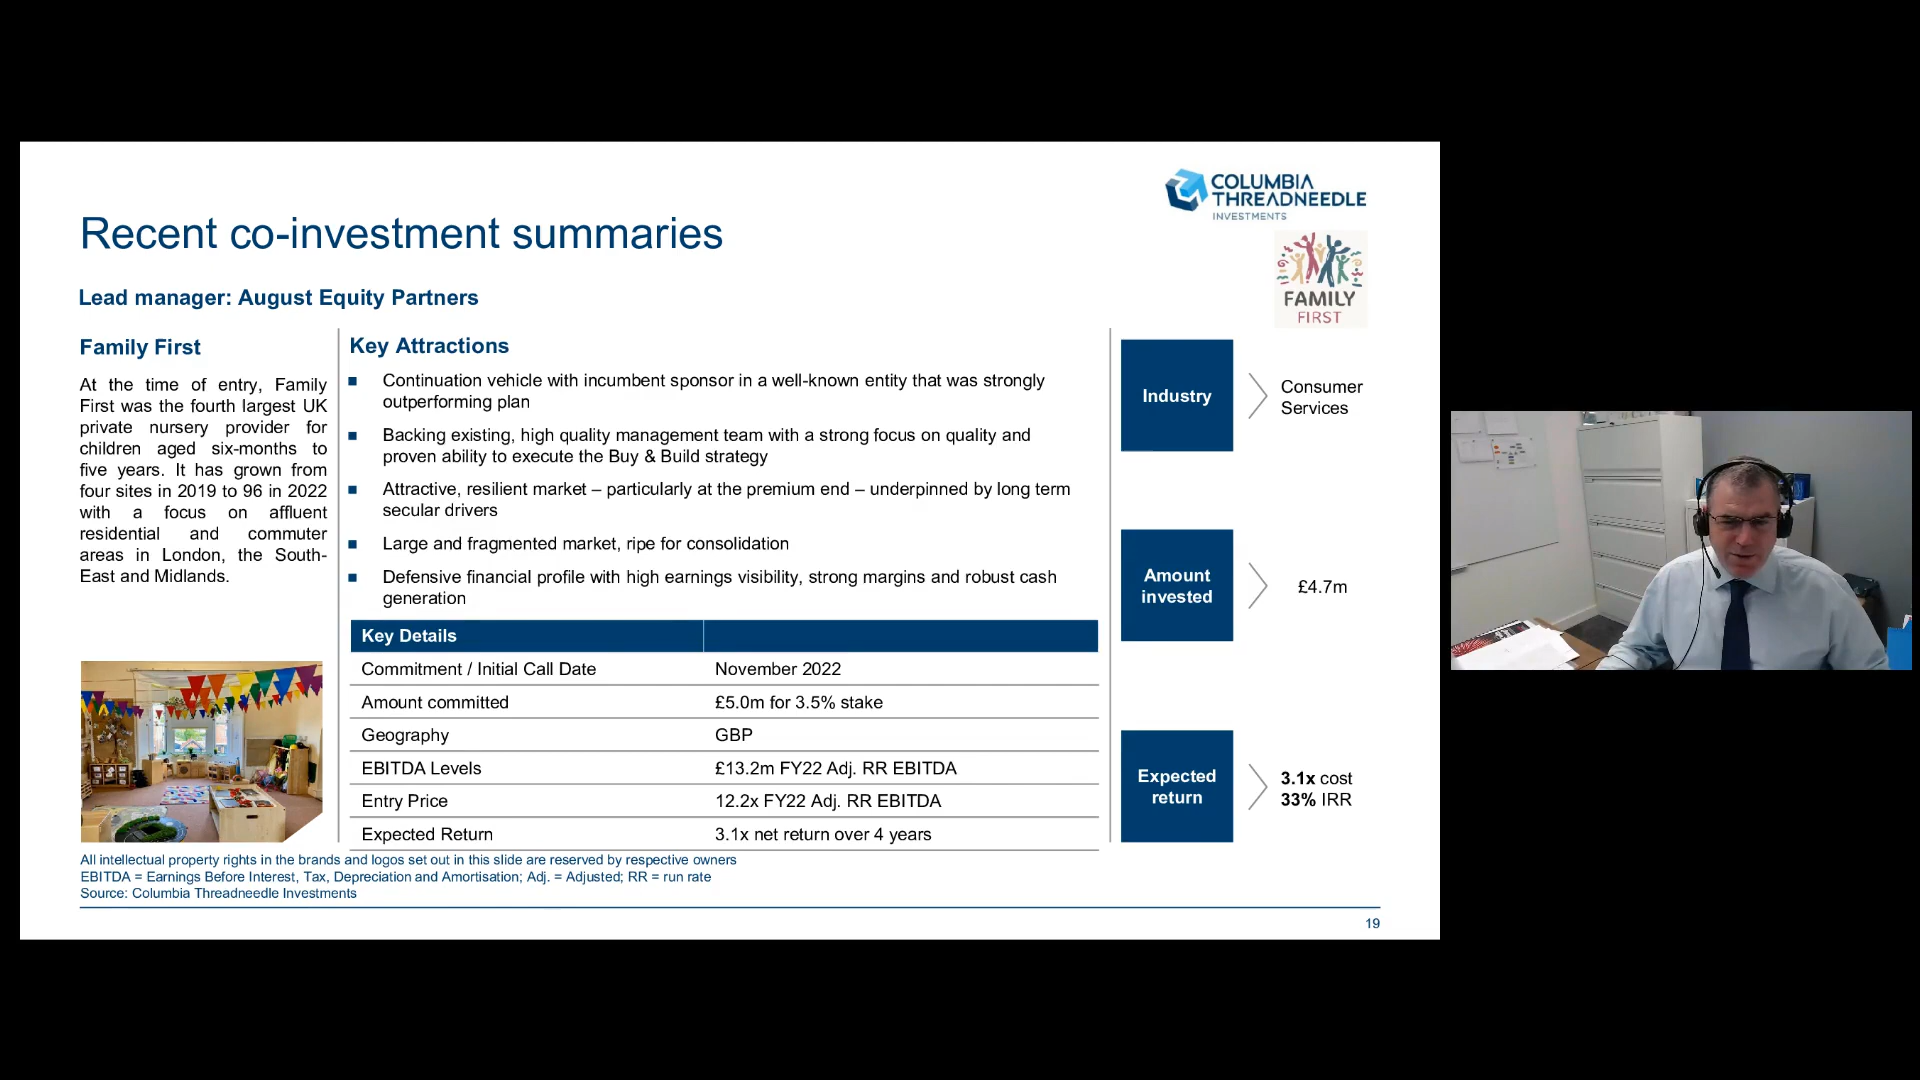 COLUMBIA
THREADNEEDLE
INVESTMENTS
Recent co-investment summaries
FAMILY
FIRST
Lead manager: August Equity Partners
Family First
At the time of entry, Family
First was the fourth largest UK
private nursery provider for
children aged six-months to
five years. It has grown from
four sites in 2019 to 96 in 2022
with a focus on affluent
residential and commuter
areas in London, the South-
East and Midlands.
Key Attractions
Continuation vehicle with incumbent sponsor in a well-known entity that was strongly
outperforming plan
Backing existing, high quality management team with a strong focus on quality and
proven ability to execute the Buy & Build strategy
Attractive, resilient market – particularly at the premium end – underpinned by long term
secular drivers
Large and fragmented market, ripe for consolidation
Defensive financial profile with high earnings visibility, strong margins and robust cash
generation
Key Details
Commitment / Initial Call Date November 2022
Amount committed £5.0m for 3.5% stake
Geography GBP
EBITDA Levels £13.2m FY22 Adj. RR EBITDA
Entry Price 12.2x FY22 Adj. RR EBITDA
Expected Return 3.1x net return over 4 years
Industry
Consumer
Services
Amount
invested
£4.7m
Expected
return
3.1x cost
33% IRR
All intellectual property rights in the brands and logos set out in this slide are reserved by respective owners
EBITDA = Earnings Before Interest, Tax, Depreciation and Amortisation; Adj. = Adjusted; RR = run rate
Source: Columbia Threadneedle Investments
19